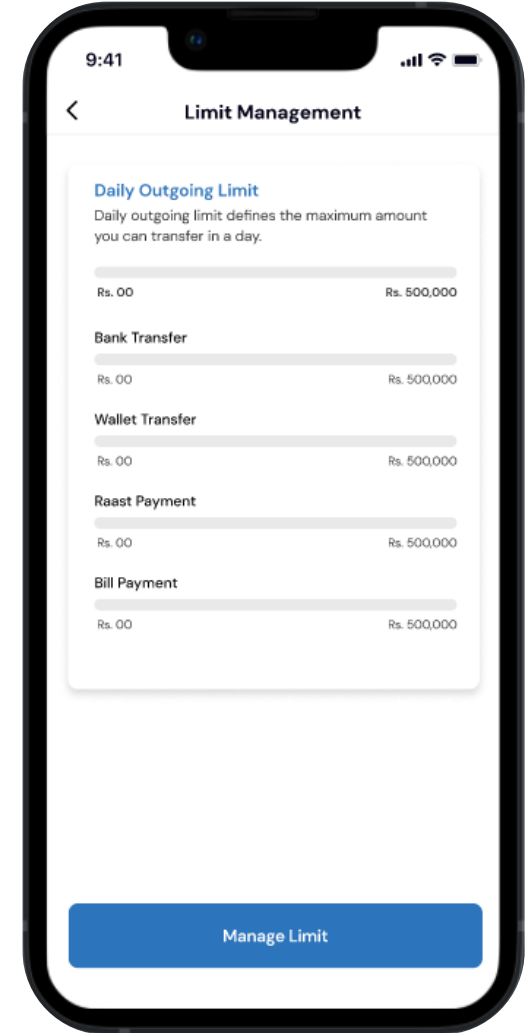 9:41
Limit Management
Daily Outgoing Limit
Daily outgoing limit defines the maximum amount
you can transfer in a day.
Rs. 00 Rs. 500,000
Bank Transfer
Rs. 00 Rs. 500,000
Wallet Transfer
Rs. 00 Rs. 500,000
Raast Payment
Rs. 00 Rs. 500,000
Bill Payment
Rs. 00 Rs. 500,000
Manage Limit